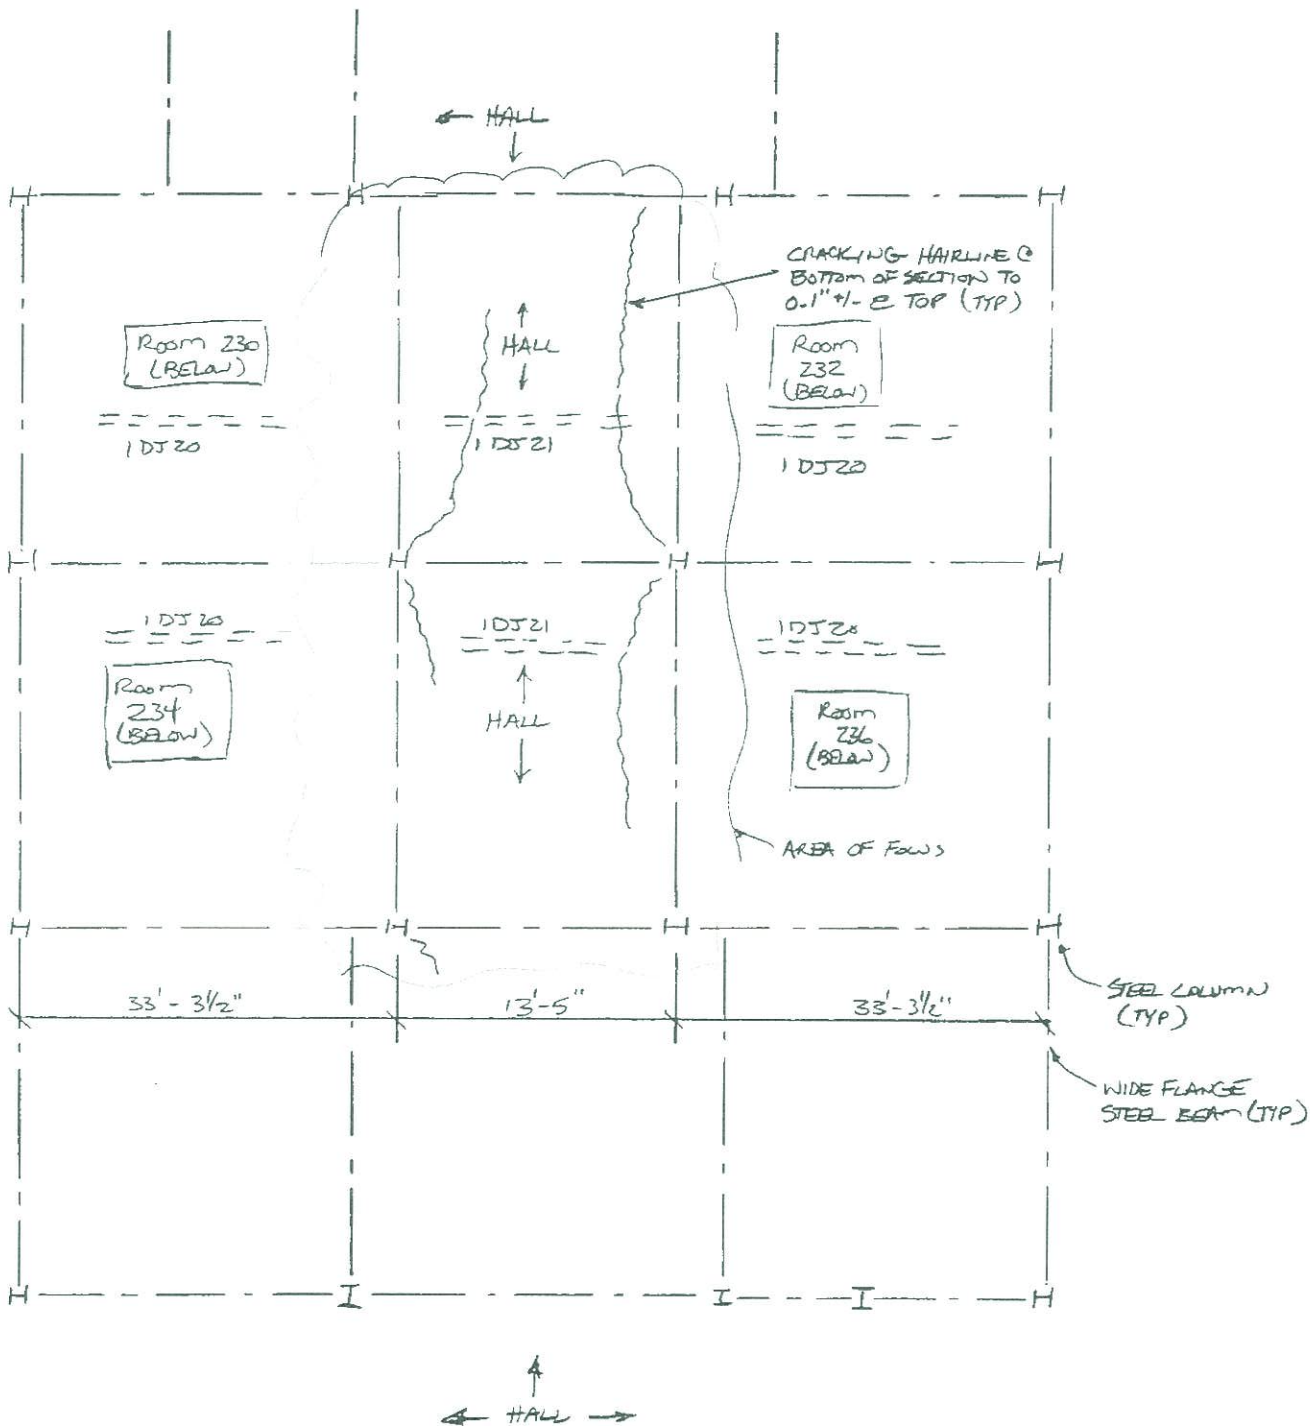 ← HALL
↓
CRACKLING HAIRLINE @
BOTTOM OF SECTION TO
0.1" +/- @ TOP (TYP)
Room 230
(BELOW)
↑
HALL
↓
Room
232
(BELOW)
1DJ20
1DJ21
1DJ20
1DJ20
1DJ21
1DJ20
Room
234
(BELOW)
↑
HALL
↓
Room
236
(BELOW)
AREA OF FOCUS
33'-3½"
13'-5"
33'-3½"
STEEL COLUMN
(TYP)
WIDE FLANGE
STEEL BEAM (TYP)
↑
← HALL →